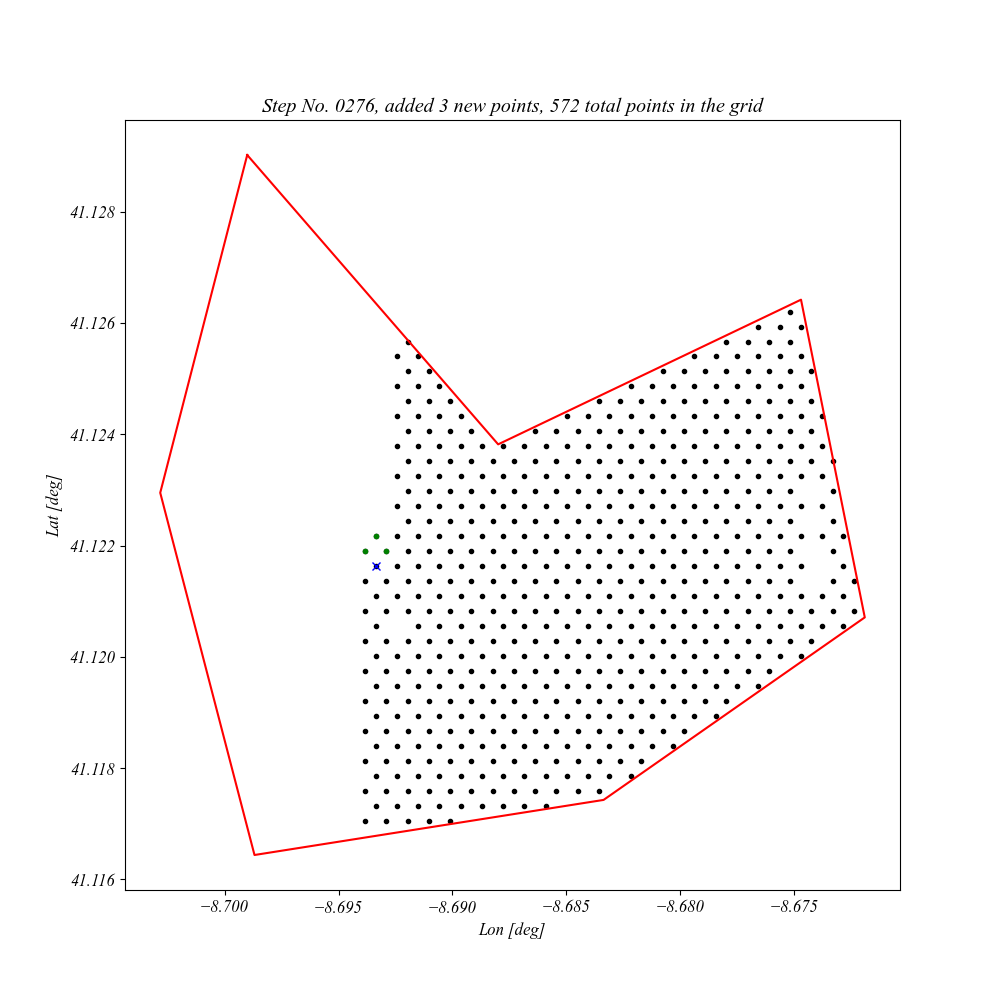 Step No. 0276, added 3 new points, 572 total points in the grid
41.128
41.126
41.124
41.122
41.120
41.118
41.116
Lat [deg]
−8.700 −8.695 −8.690 −8.685 −8.680 −8.675
Lon [deg]